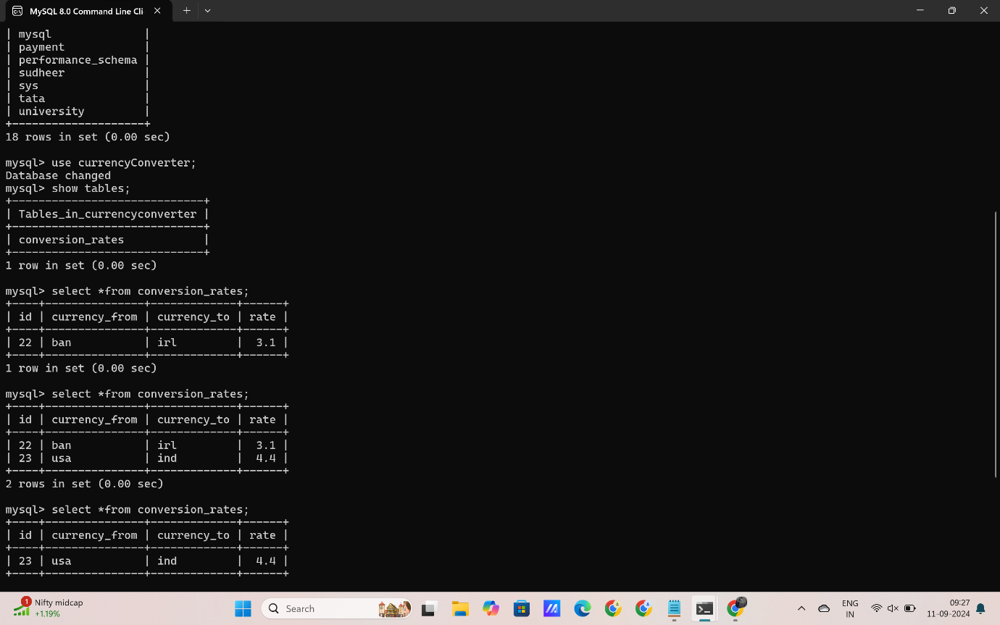 MySQL 8.0 Command Line Cli
| mysql              |
| payment            |
| performance_schema |
| sudheer            |
| sys                |
| tata               |
| university         |
+--------------------+
18 rows in set (0.00 sec)
mysql> use currencyConverter;
Database changed
mysql> show tables;
+-----------------------------+
| Tables_in_currencyconverter |
+-----------------------------+
| conversion_rates            |
+-----------------------------+
1 row in set (0.00 sec)
mysql> select *from conversion_rates;
+----+---------------+-------------+------+
| id | currency_from | currency_to | rate |
+----+---------------+-------------+------+
| 22 | ban           | irl         |  3.1 |
+----+---------------+-------------+------+
1 row in set (0.00 sec)
mysql> select *from conversion_rates;
+----+---------------+-------------+------+
| id | currency_from | currency_to | rate |
+----+---------------+-------------+------+
| 22 | ban           | irl         |  3.1 |
| 23 | usa           | ind         |  4.4 |
+----+---------------+-------------+------+
2 rows in set (0.00 sec)
mysql> select *from conversion_rates;
+----+---------------+-------------+------+
| id | currency_from | currency_to | rate |
+----+---------------+-------------+------+
| 23 | usa           | ind         |  4.4 |
+----+---------------+-------------+------+
1
Nifty midcap
+1.19%
Search
ENG
IN
09:27
11-09-2024